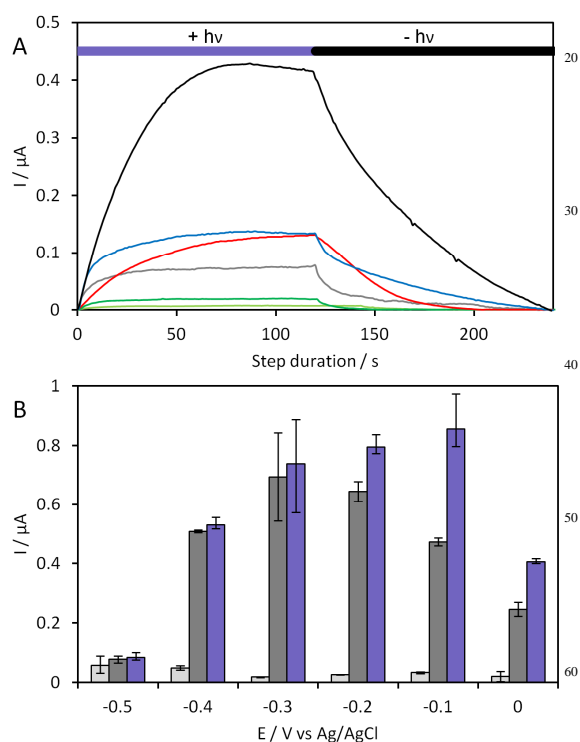 A
+ hν
- hν
0.5
0.4
0.3
0.2
0.1
0
I / µA
0 50 100 150 200
Step duration / s
20
30
40
50
60
B
1
0.8
0.6
0.4
0.2
0
I / µA
-0.5 -0.4 -0.3 -0.2 -0.1 0
E / V vs Ag/AgCl